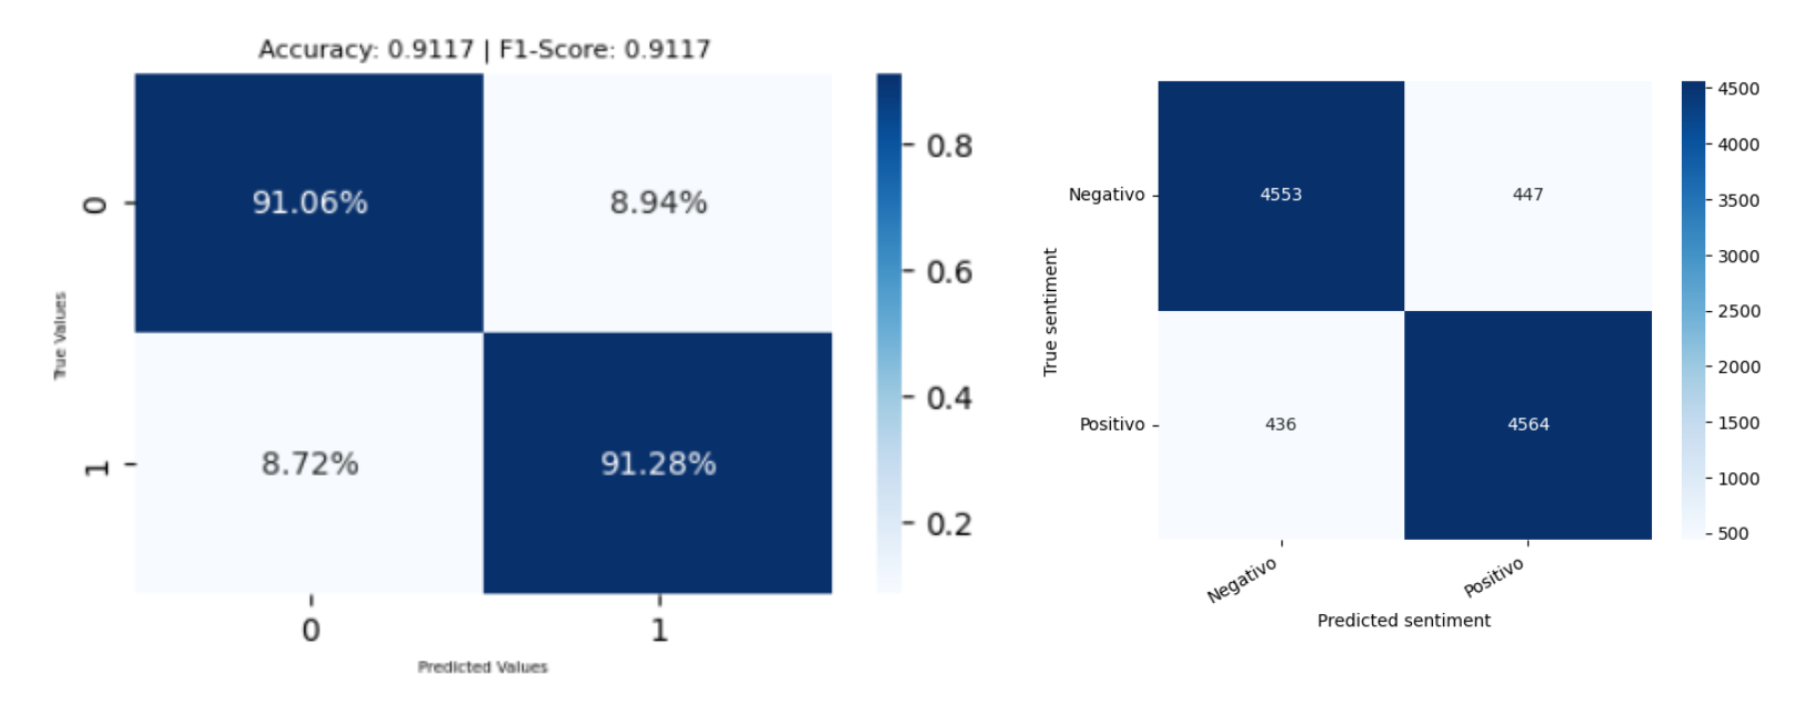 Accuracy: 0.9117 | F1-Score: 0.9117
True Values
0
91.06%
8.94%
1
8.72%
91.28%
0
1
Predicted Values
0.8
0.6
0.4
0.2
True sentiment
Negativo
4553
447
Positivo
436
4564
Negativo
Positivo
Predicted sentiment
4500
4000
3500
3000
2500
2000
1500
1000
500